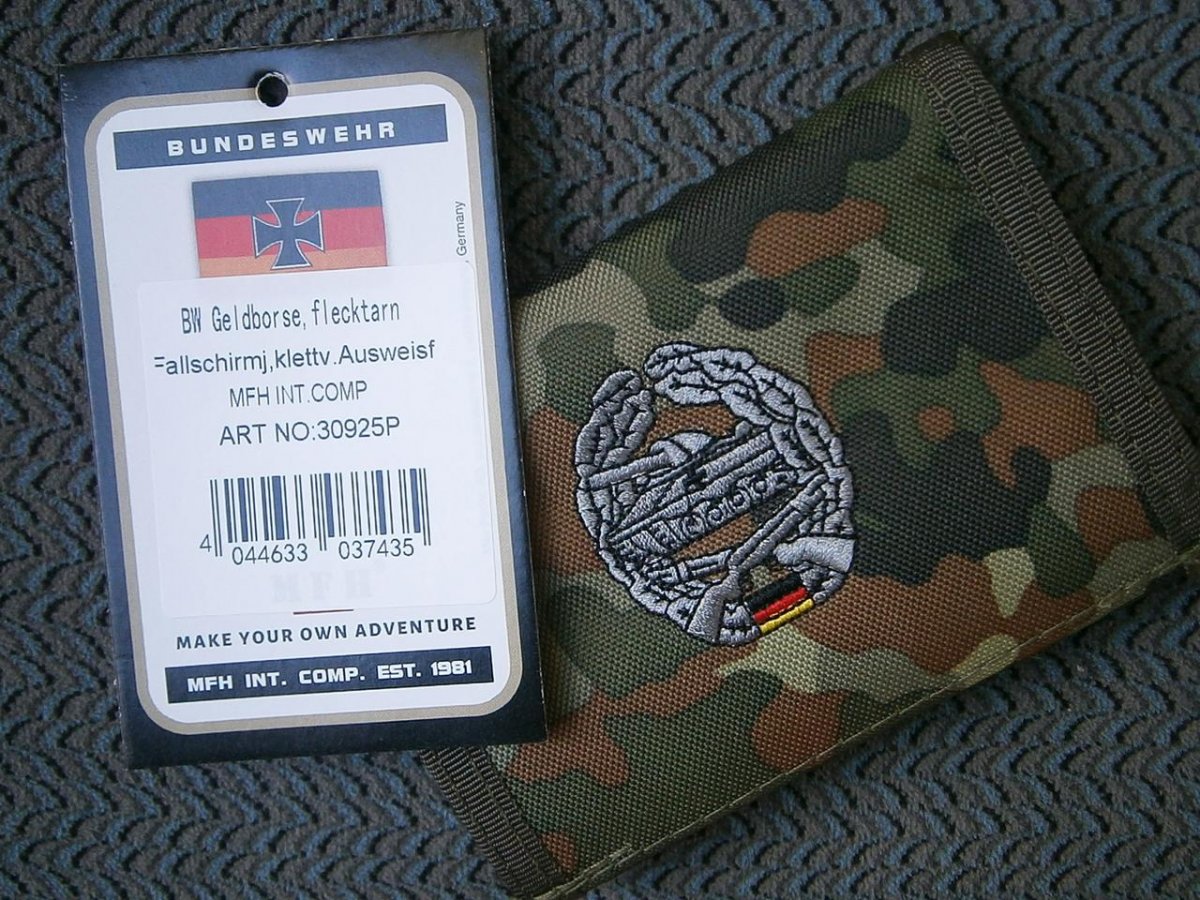 BUNDESWEHR
Germany
BW Geldborse, flecktarn
Fallschirmj,klettv.Ausweisf
MFH INT.COMP
ART NO:30925P
4 044633 037435
MFH
MAKE YOUR OWN ADVENTURE
MFH INT. COMP. EST. 1981